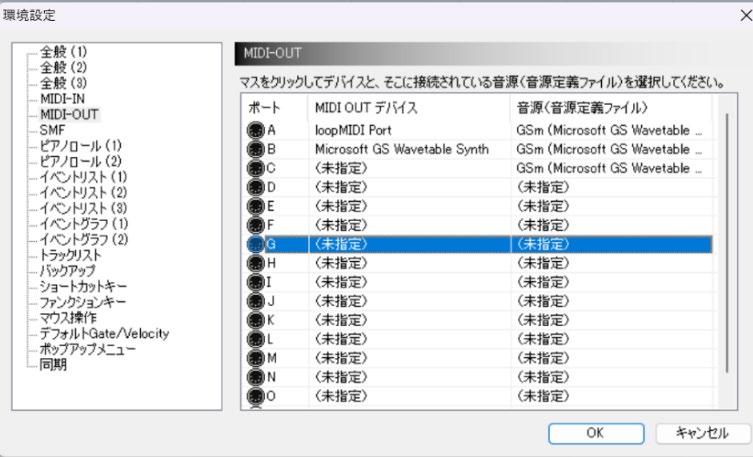 環境設定
全般 (1)
全般 (2)
全般 (3)
MIDI-IN
MIDI-OUT
SMF
ピアノロール (1)
ピアノロール (2)
イベントリスト (1)
イベントリスト (2)
イベントリスト (3)
イベントグラフ (1)
イベントグラフ (2)
トラックリスト
バックアップ
ショートカットキー
ファンクションキー
マウス操作
デフォルトGate/Velocity
ポップアップメニュー
同期
MIDI-OUT
マスをクリックしてデバイスと、そこに接続されている音源(音源定義ファイル)を選択してください。
ポート MIDI OUT デバイス 音源(音源定義ファイル)
A loopMIDI Port GSm (Microsoft GS Wavetable ...
B Microsoft GS Wavetable Synth GSm (Microsoft GS Wavetable ...
C (未指定) GSm (Microsoft GS Wavetable ...
D (未指定) (未指定)
E (未指定) (未指定)
F (未指定) (未指定)
G (未指定) (未指定)
H (未指定) (未指定)
I (未指定) (未指定)
J (未指定) (未指定)
K (未指定) (未指定)
L (未指定) (未指定)
M (未指定) (未指定)
N (未指定) (未指定)
O (未指定) (未指定)
OK キャンセル